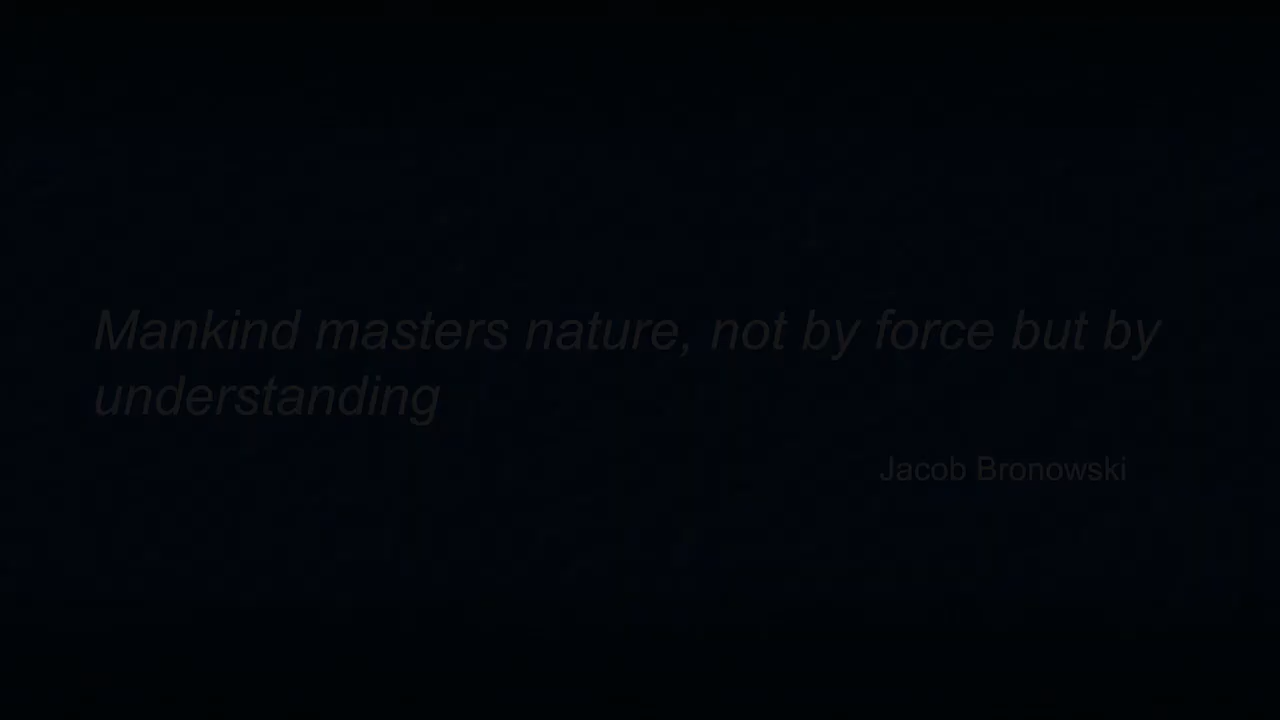 Mankind masters nature, not by force but by
understanding
Jacob Bronowski